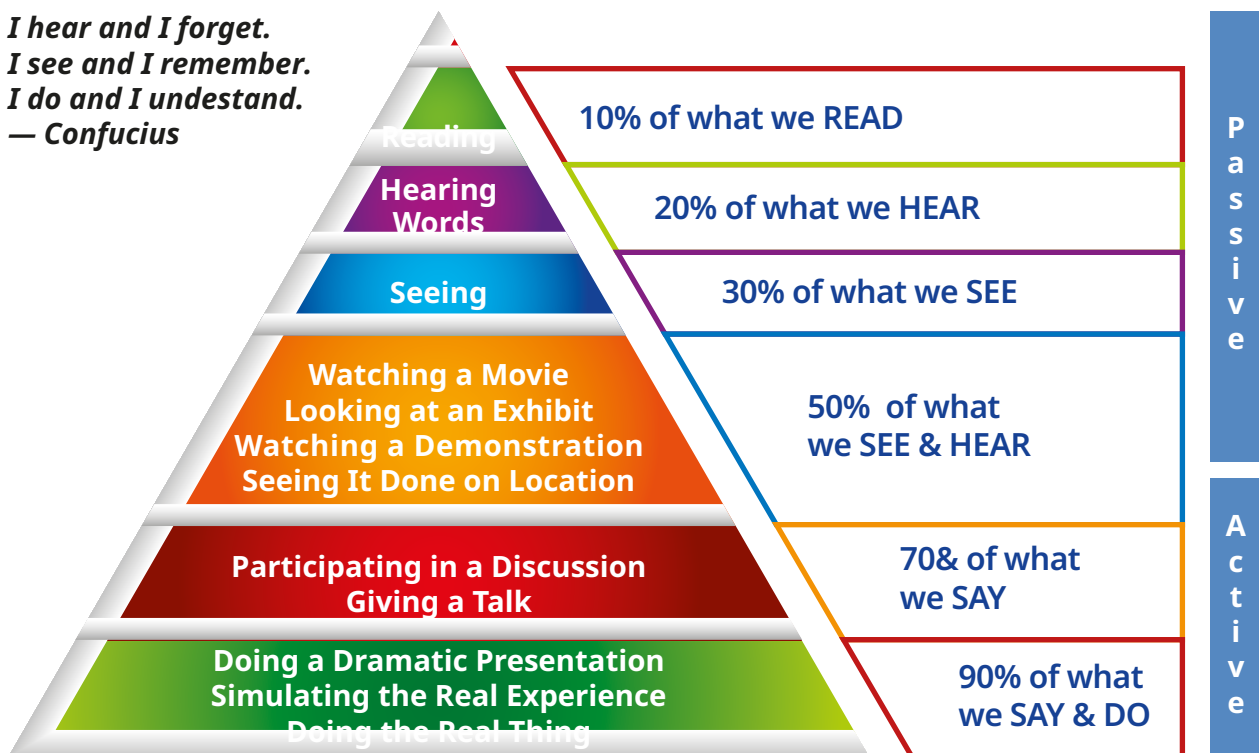 I hear and I forget.
I see and I remember.
I do and I undestand.
— Confucius
Reading
Hearing
Words
Seeing
Watching a Movie
Looking at an Exhibit
Watching a Demonstration
Seeing It Done on Location
Participating in a Discussion
Giving a Talk
Doing a Dramatic Presentation
Simulating the Real Experience
Doing the Real Thing
10% of what we READ
20% of what we HEAR
30% of what we SEE
50%  of what
we SEE & HEAR
70& of what
we SAY
90% of what
we SAY & DO
Passive
Active